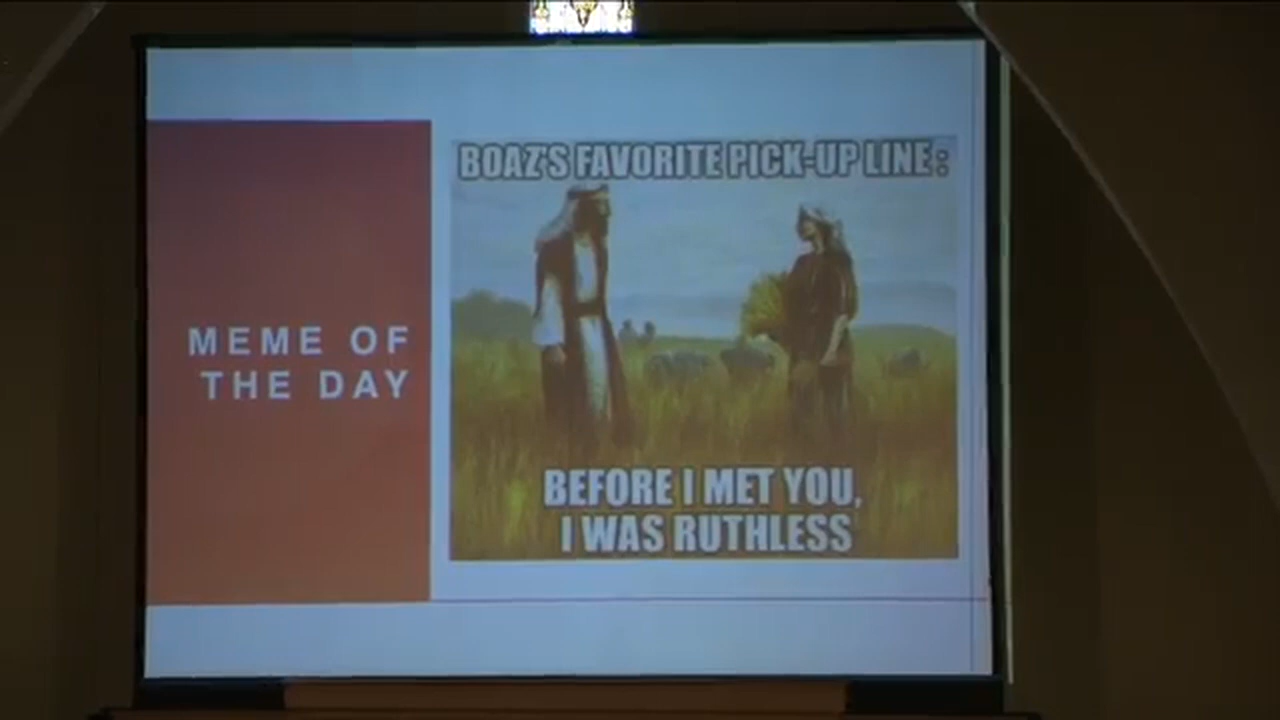 MEME OF
THE DAY
BOAZ'S FAVORITE PICK-UP LINE:
BEFORE I MET YOU,
I WAS RUTHLESS